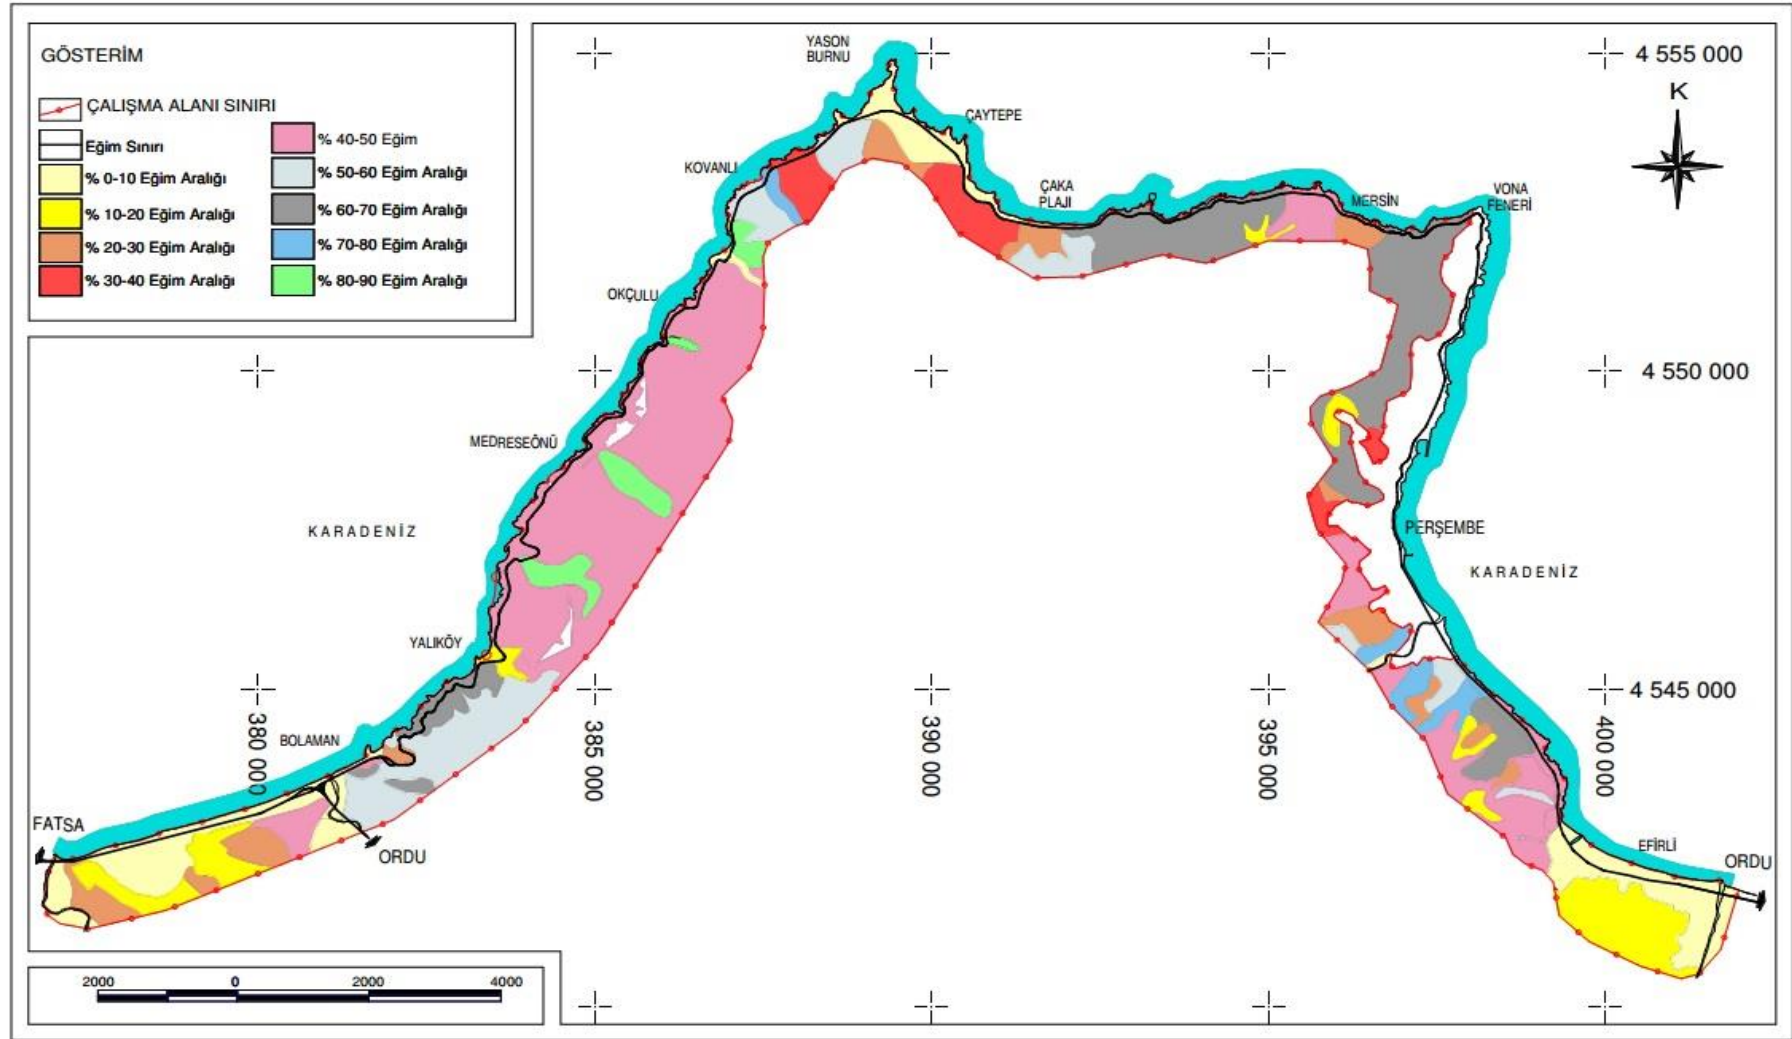 GÖSTERİM
ÇALIŞMA ALANI SINIRI
Eğim Sınırı
% 0-10 Eğim Aralığı
% 10-20 Eğim Aralığı
% 20-30 Eğim Aralığı
% 30-40 Eğim Aralığı
% 40-50 Eğim
% 50-60 Eğim Aralığı
% 60-70 Eğim Aralığı
% 70-80 Eğim Aralığı
% 80-90 Eğim Aralığı
YASON
BURNU
4 555 000
K
ÇAYTEPE
KOVANLI
ÇAKA
PLAJI
MERSİN
VONA
FENERİ
OKÇULU
4 550 000
MEDRESEÖNÜ
KARADENİZ
PERŞEMBE
KARADENİZ
YALIKÖY
4 545 000
BOLAMAN
380 000
385 000
390 000
395 000
400 000
FATSA
ORDU
EFİRLİ
ORDU
2000
0
2000
4000